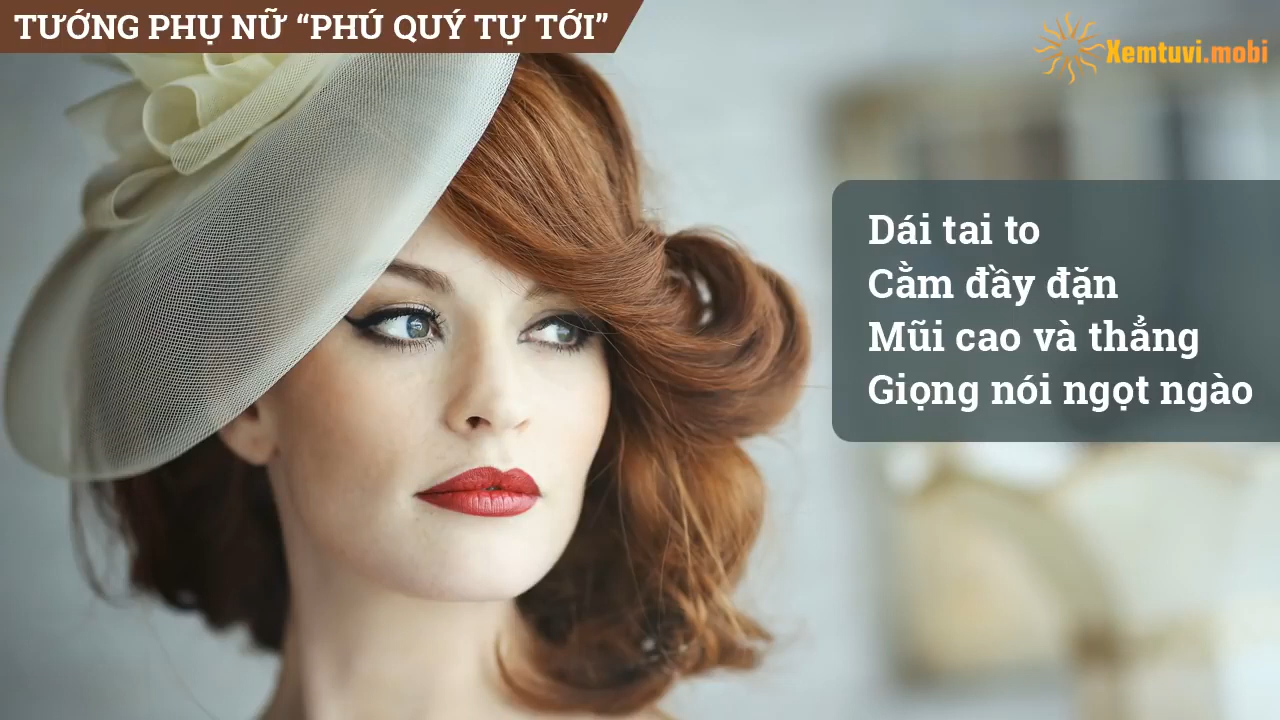 TƯỚNG PHỤ NỮ “PHÚ QUÝ TỰ TỚI”
Xemtuvi.mobi
Dái tai to
Cằm đầy đặn
Mũi cao và thẳng
Giọng nói ngọt ngào